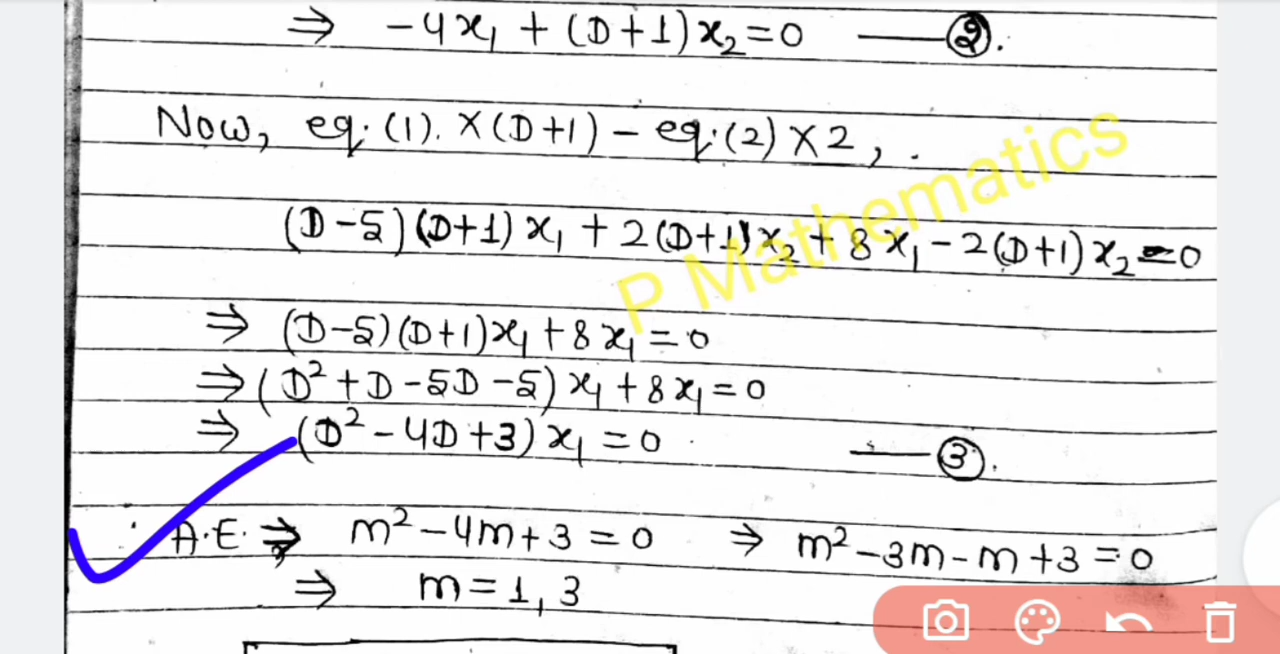 ⇒ -4x₁ + (D+1)x₂=0 —②.
Now, eq.(1). X(D+1) – eq.(2) X2, .
(D-5)(D+1)x₁ + 2(D+1)x₂ + 8x₁ - 2(D+1)x₂=0
⇒ (D-5)(D+1)x₁ + 8x₁ = 0
⇒ (D²+D-5D-5)x₁ + 8x₁ = 0
⇒ (D²-4D+3)x₁ = 0 . —③.
A.E. ⇒ m²-4m+3=0 ⇒ m²-3m-m+3=0
⇒ m=1,3
P Mathematics